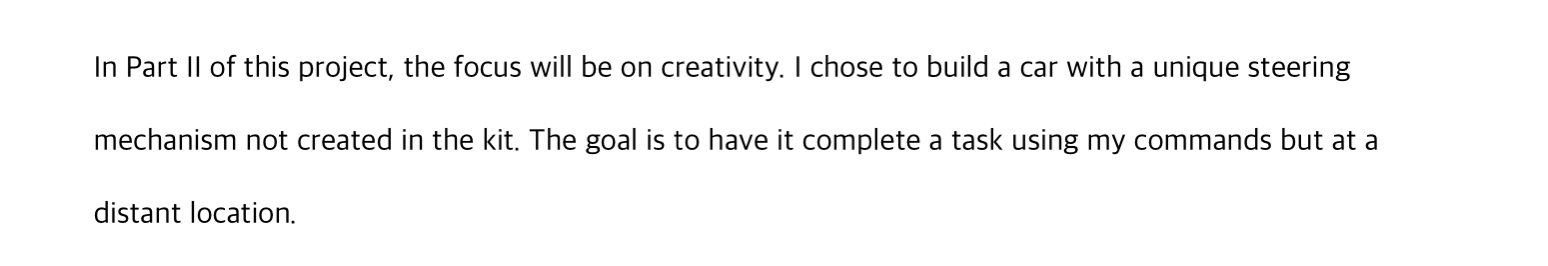 In Part II of this project, the focus will be on creativity. I chose to build a car with a unique steering
mechanism not created in the kit. The goal is to have it complete a task using my commands but at a
distant location.